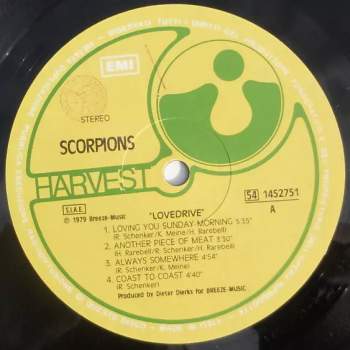 EMI
STEREO
SCORPIONS
HARVEST
S.I.A.E.
℗ 1979 Breeze-Music
54 1452751
A
"LOVEDRIVE"
1. LOVING YOU SUNDAY MORNING 5'35"
(R. Schenker/K. Meine/H. Rarebell)
2. ANOTHER PIECE OF MEAT 3'30"
(H. Rarebell/R. Schenker)
3. ALWAYS SOMEWHERE 4'54"
(R. Schenker/K. Meine)
4. COAST TO COAST 4'40"
(R. Schenker)
Produced by Dieter Dierks for BREEZE-MUSIC